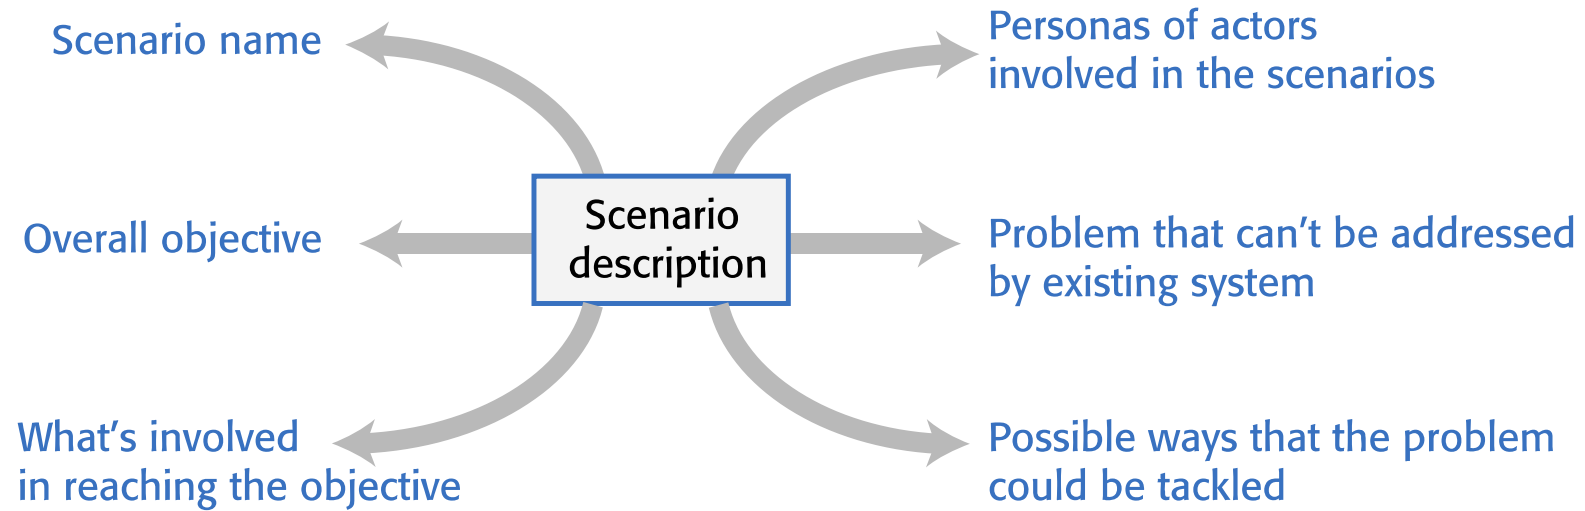 Scenario name
Personas of actors
involved in the scenarios
Scenario
description
Overall objective
Problem that can’t be addressed
by existing system
What’s involved
in reaching the objective
Possible ways that the problem
could be tackled